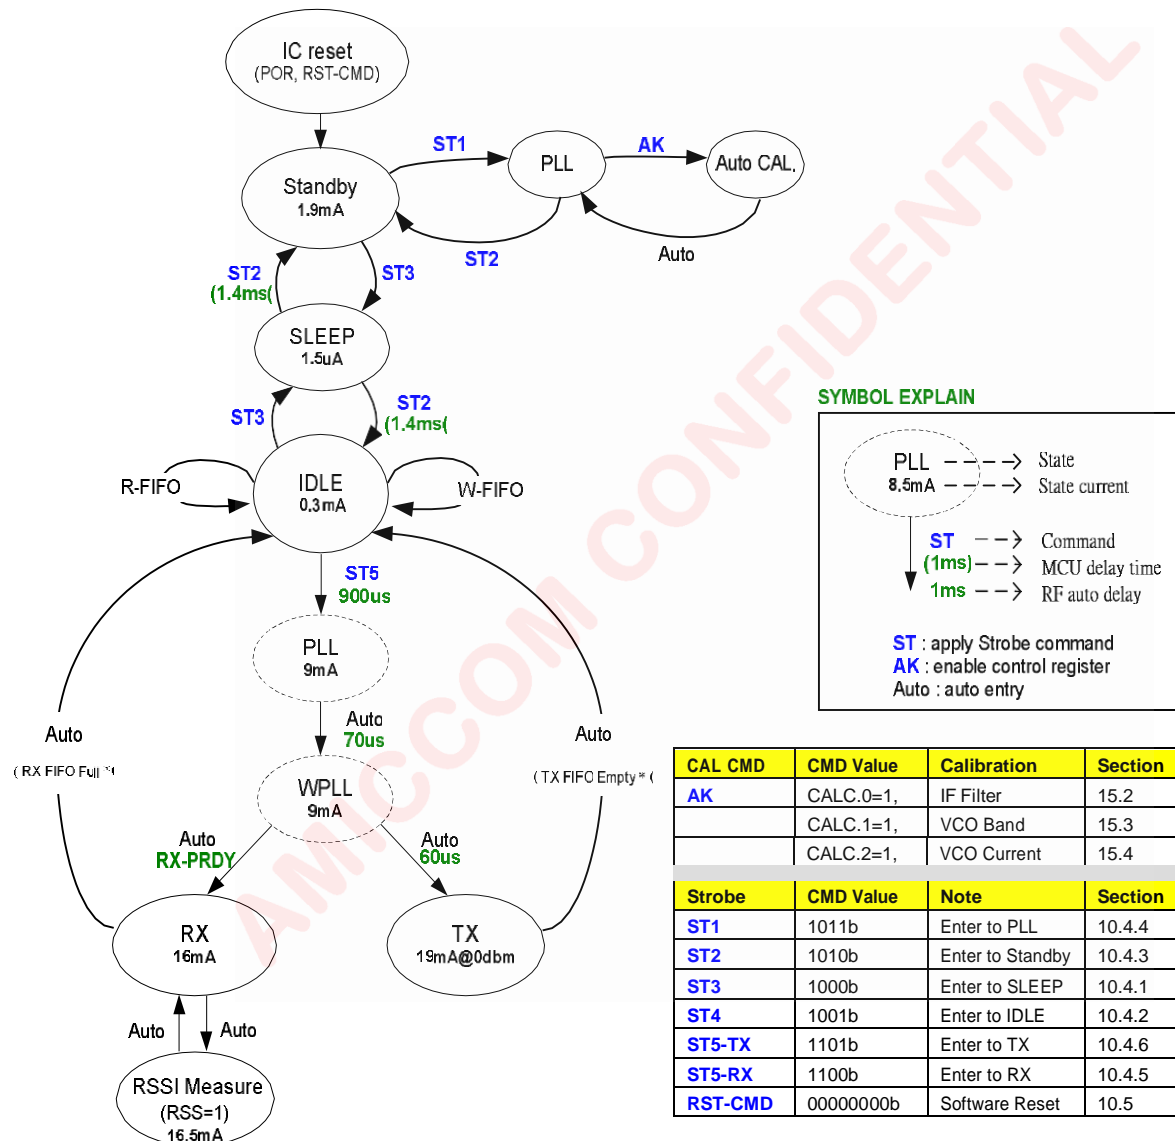 IC reset
(POR, RST-CMD)
ST1
PLL
AK
Auto CAL.
Standby
1.9mA
ST2
Auto
ST2
(1.4ms(
ST3
SLEEP
1.5uA
ST3
ST2
(1.4ms(
R-FIFO
IDLE
0.3mA
W-FIFO
ST5
900us
PLL
9mA
Auto
70us
Auto
( RX FIFO Full *(
Auto
( TX FIFO Empty * (
WPLL
9mA
Auto
RX-PRDY
Auto
60us
RX
16mA
TX
19mA@0dbm
Auto
Auto
RSSI Measure
(RSS=1)
16.5mA
SYMBOL EXPLAIN
PLL State
8.5mA State current
ST Command
(1ms) MCU delay time
1ms RF auto delay
ST : apply Strobe command
AK : enable control register
Auto : auto entry
CAL CMD CMD Value Calibration Section
AK CALC.0=1, IF Filter 15.2
CALC.1=1, VCO Band 15.3
CALC.2=1, VCO Current 15.4
Strobe CMD Value Note Section
ST1 1011b Enter to PLL 10.4.4
ST2 1010b Enter to Standby 10.4.3
ST3 1000b Enter to SLEEP 10.4.1
ST4 1001b Enter to IDLE 10.4.2
ST5-TX 1101b Enter to TX 10.4.6
ST5-RX 1100b Enter to RX 10.4.5
RST-CMD 00000000b Software Reset 10.5
AMICCOM CONFIDENTIAL